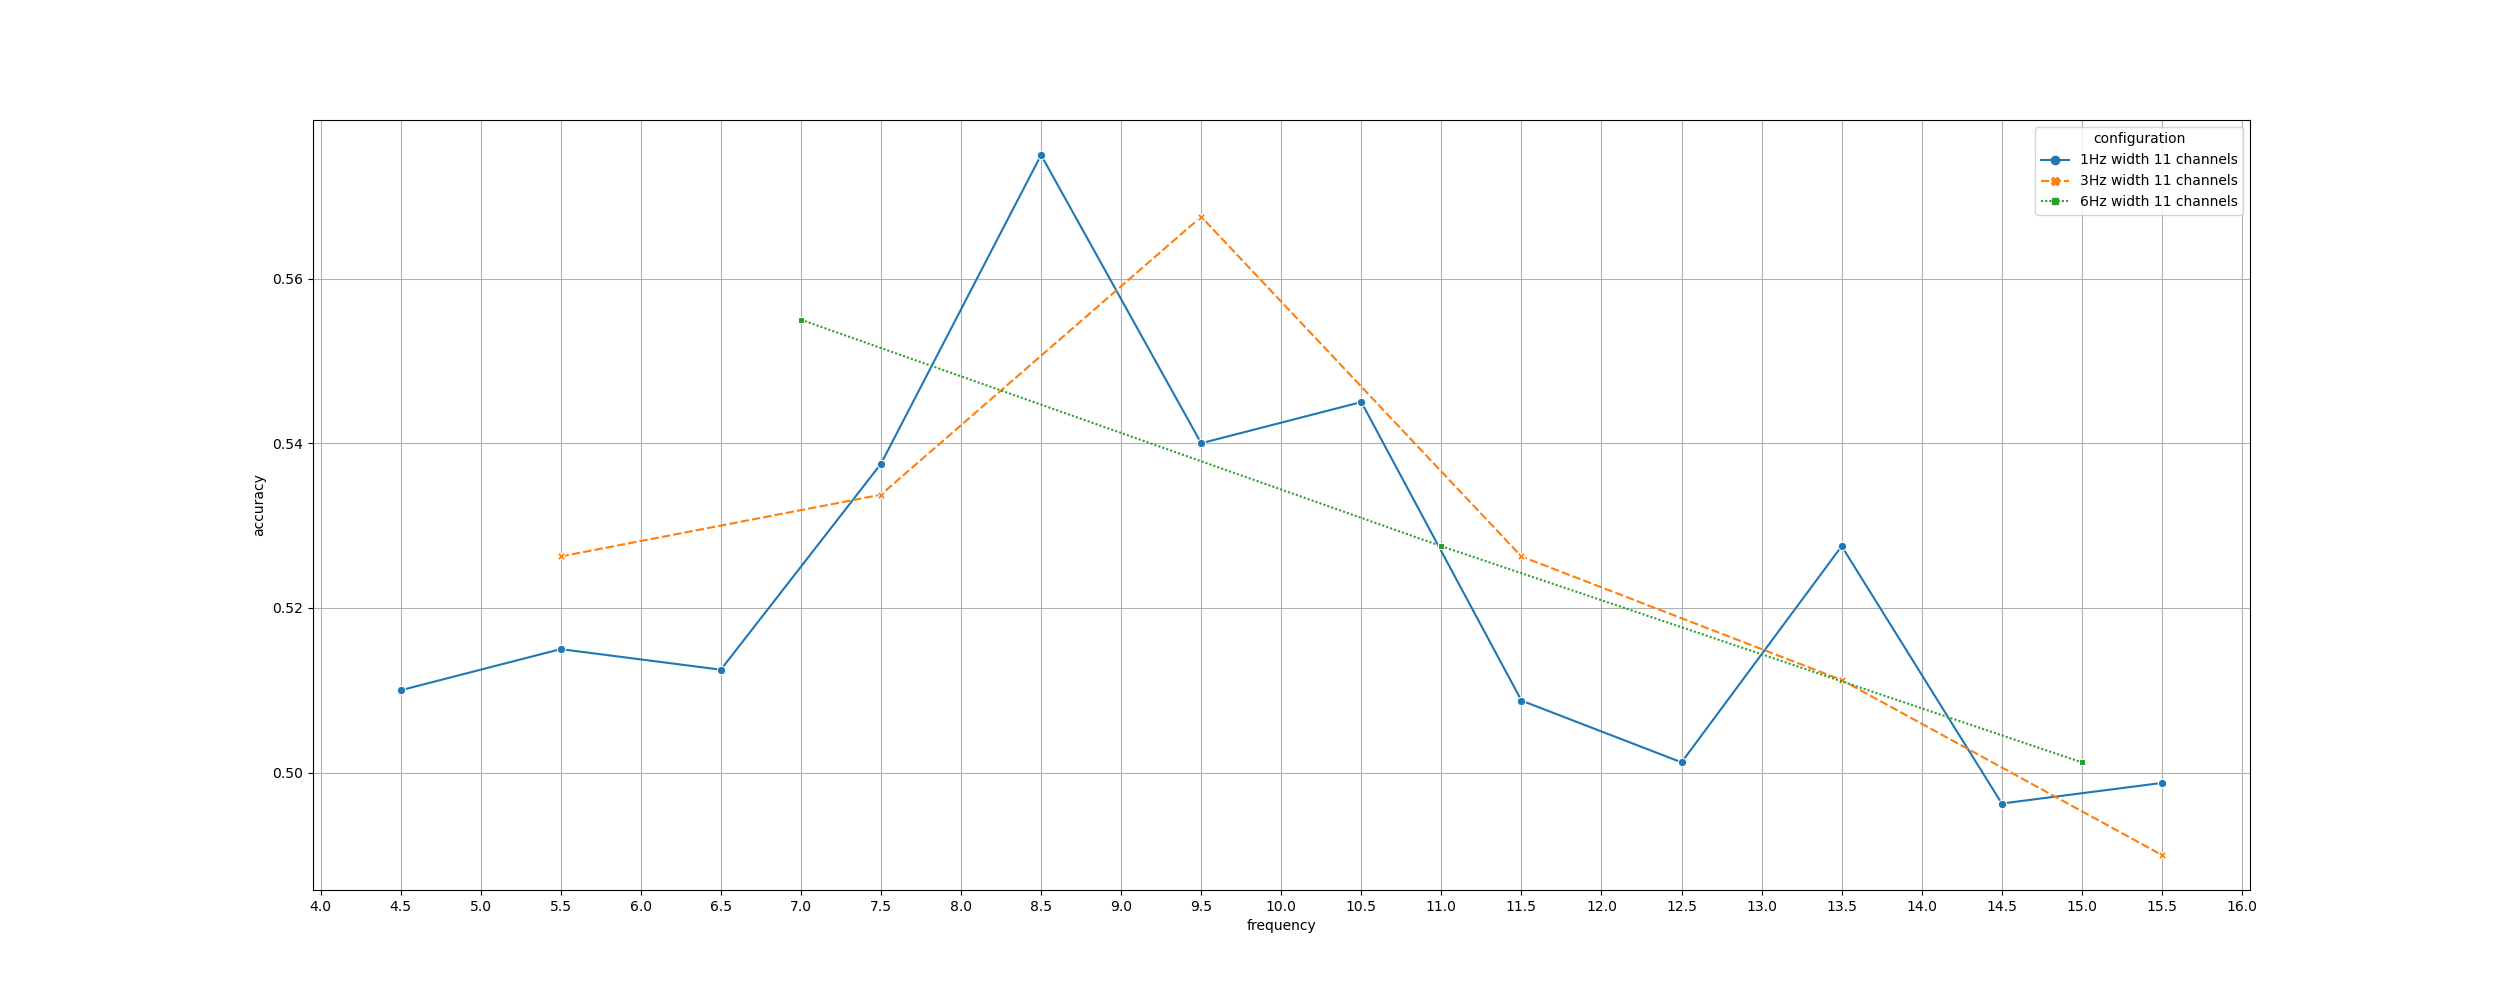 configuration
1Hz width 11 channels
3Hz width 11 channels
6Hz width 11 channels
0.56
0.54
0.52
0.50
accuracy
4.0 4.5 5.0 5.5 6.0 6.5 7.0 7.5 8.0 8.5 9.0 9.5 10.0 10.5 11.0 11.5 12.0 12.5 13.0 13.5 14.0 14.5 15.0 15.5 16.0
frequency